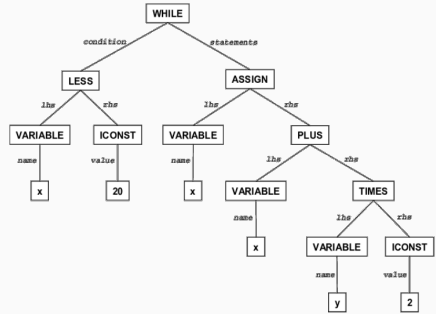 WHILE
condition statements
LESS ASSIGN
lhs rhs lhs rhs
VARIABLE ICONST VARIABLE PLUS
name value name lhs rhs
x 20 x VARIABLE TIMES
name lhs rhs
x VARIABLE ICONST
name value
y 2